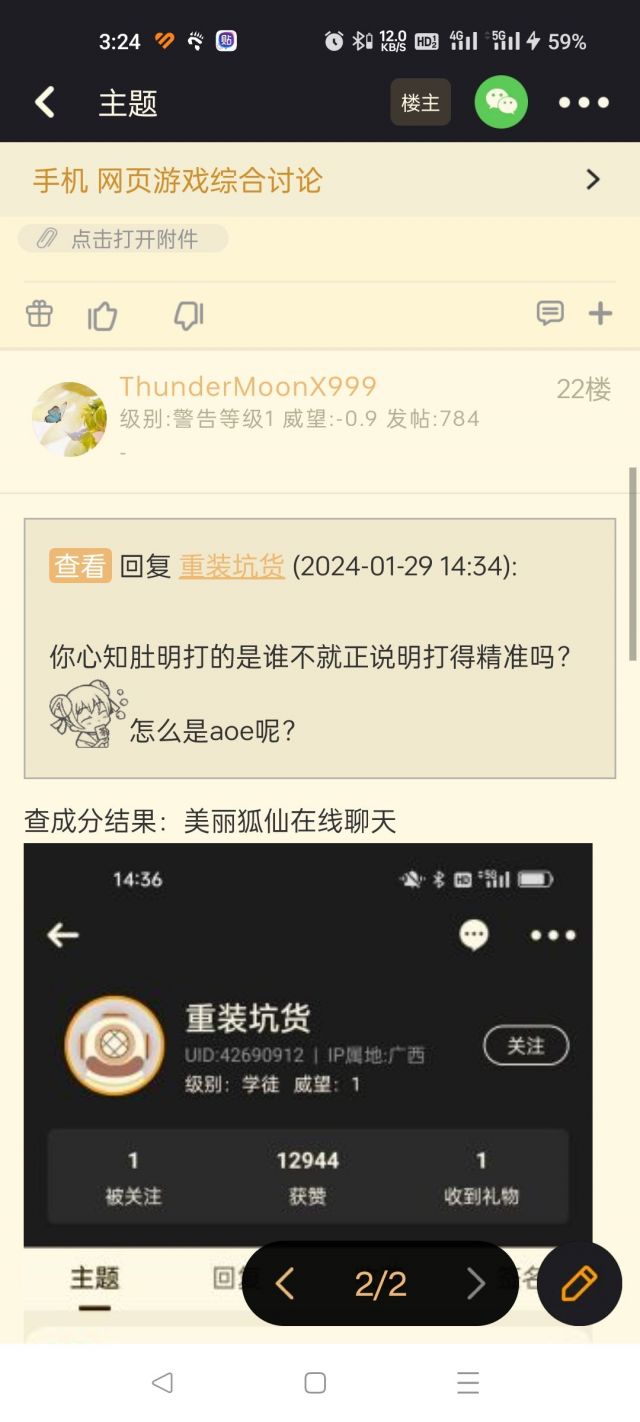 3:24 贴 12.0 KB/S HD 4G 5G 59%
主题 楼主
手机 网页游戏综合讨论
点击打开附件
ThunderMoonX999 22楼
级别:警告等级1 威望:-0.9 发帖:784
-
查看 回复 重装坑货 (2024-01-29 14:34):
你心知肚明打的是谁不就正说明打得精准吗?
怎么是aoe呢?
查成分结果：美丽狐仙在线聊天
14:36 HD 5G
重装坑货
UID:42690912 | IP属地:广西 关注
级别: 学徒 威望: 1
1 12944 1
被关注 获赞 收到礼物
主题 回 2/2